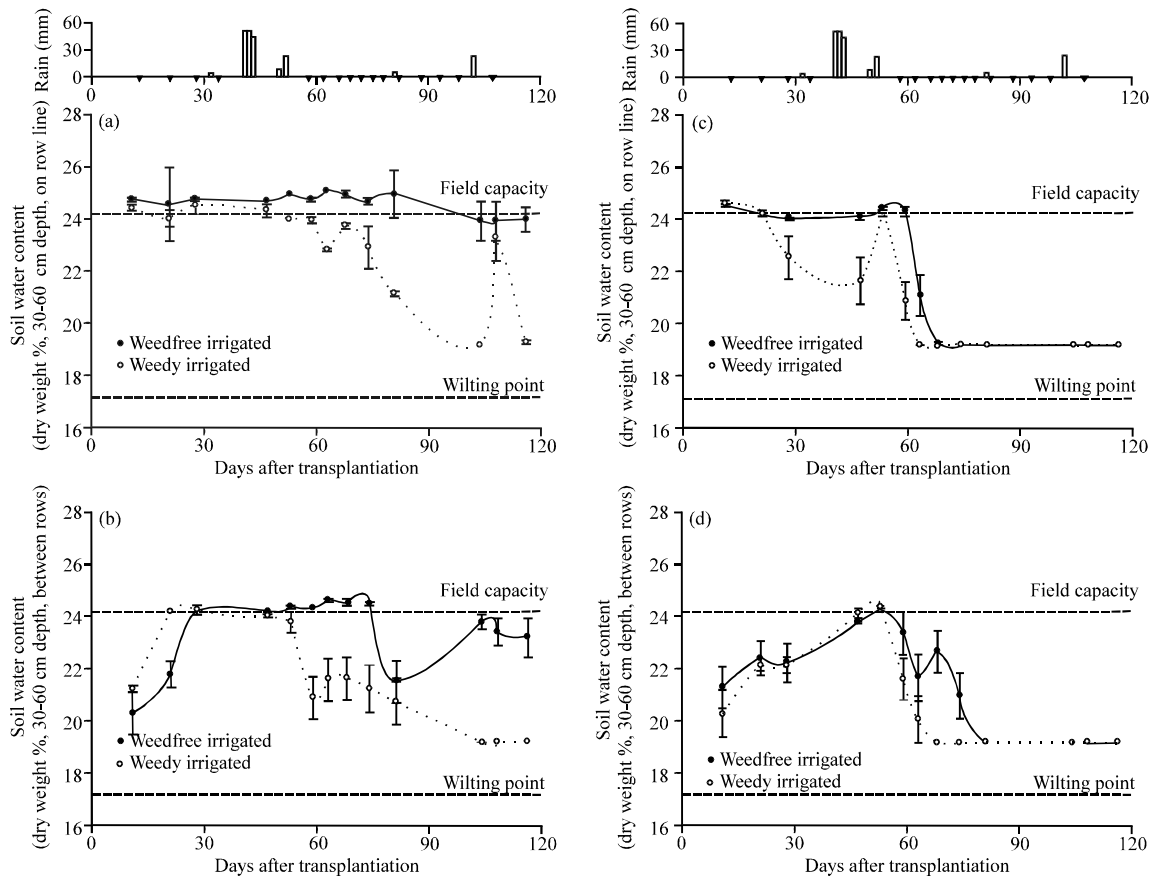 Rain (mm)
60
30
0
0 30 60 90 120
Soil water content
(dry weight %, 30-60 cm depth, on row line)
28
26
24
22
20
18
16
(a)
Field capacity
Weedfree irrigated
Weedy irrigated
Wilting point
0 30 60 90 120
Days after transplantiation
Rain (mm)
60
30
0
0 30 60 90 120
Soil water content
(dry weight %, 30-60 cm depth, on row line)
28
26
24
22
20
18
16
(c)
Field capacity
Weedfree irrigated
Weedy irrigated
Wilting point
0 30 60 90 120
Days after transplantiation
Soil water content
(dry weight %, 30-60 cm depth, between rows)
28
26
24
22
20
18
16
(b)
Field capacity
Weedfree irrigated
Weedy irrigated
Wilting point
0 30 60 90 120
Days after transplantiation
Soil water content
(dry weight %, 30-60 cm depth, between rows)
28
26
24
22
20
18
16
(d)
Field capacity
Weedfree irrigated
Weedy irrigated
Wilting point
0 30 60 90 120
Days after transplantiation